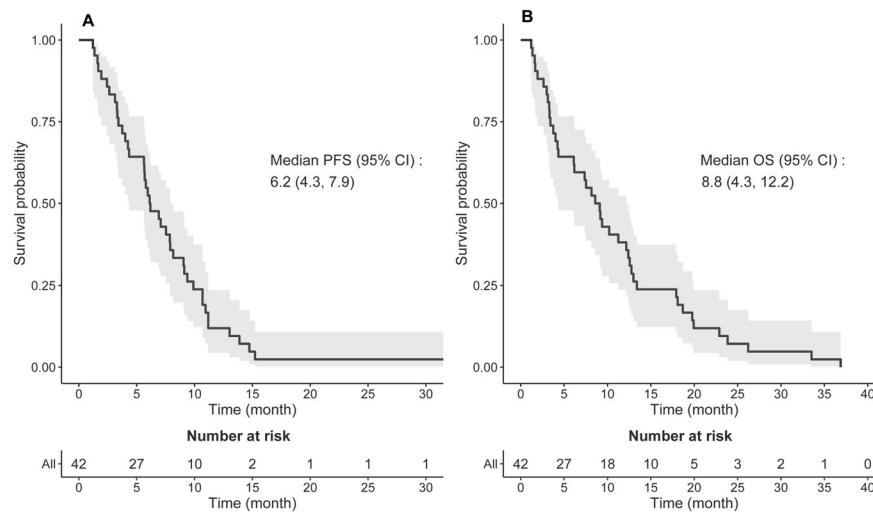 A
Survival probability
1.00
0.75
0.50
0.25
0.00
Median PFS (95% CI) :
6.2 (4.3, 7.9)
0 5 10 15 20 25 30
Time (month)
Number at risk
All 42 27 10 2 1 1 1
0 5 10 15 20 25 30
Time (month)
B
Survival probability
1.00
0.75
0.50
0.25
0.00
Median OS (95% CI) :
8.8 (4.3, 12.2)
0 5 10 15 20 25 30 35 40
Time (month)
Number at risk
All 42 27 18 10 5 3 2 1 0
0 5 10 15 20 25 30 35 40
Time (month)